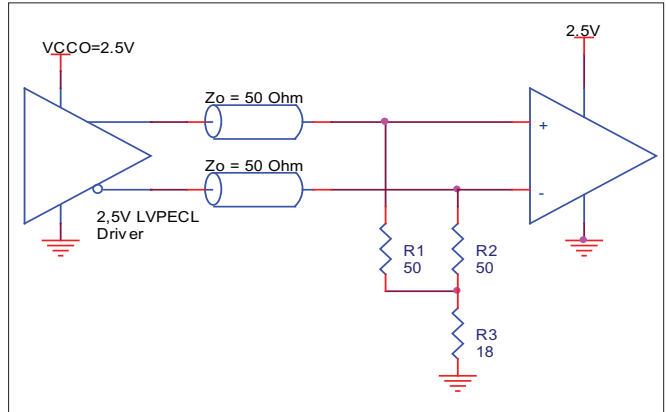 VCCO=2.5V
2.5V
Zo = 50 Ohm
+
Zo = 50 Ohm
-
2,5V LVPECL
Driver
R1
50
R2
50
R3
18